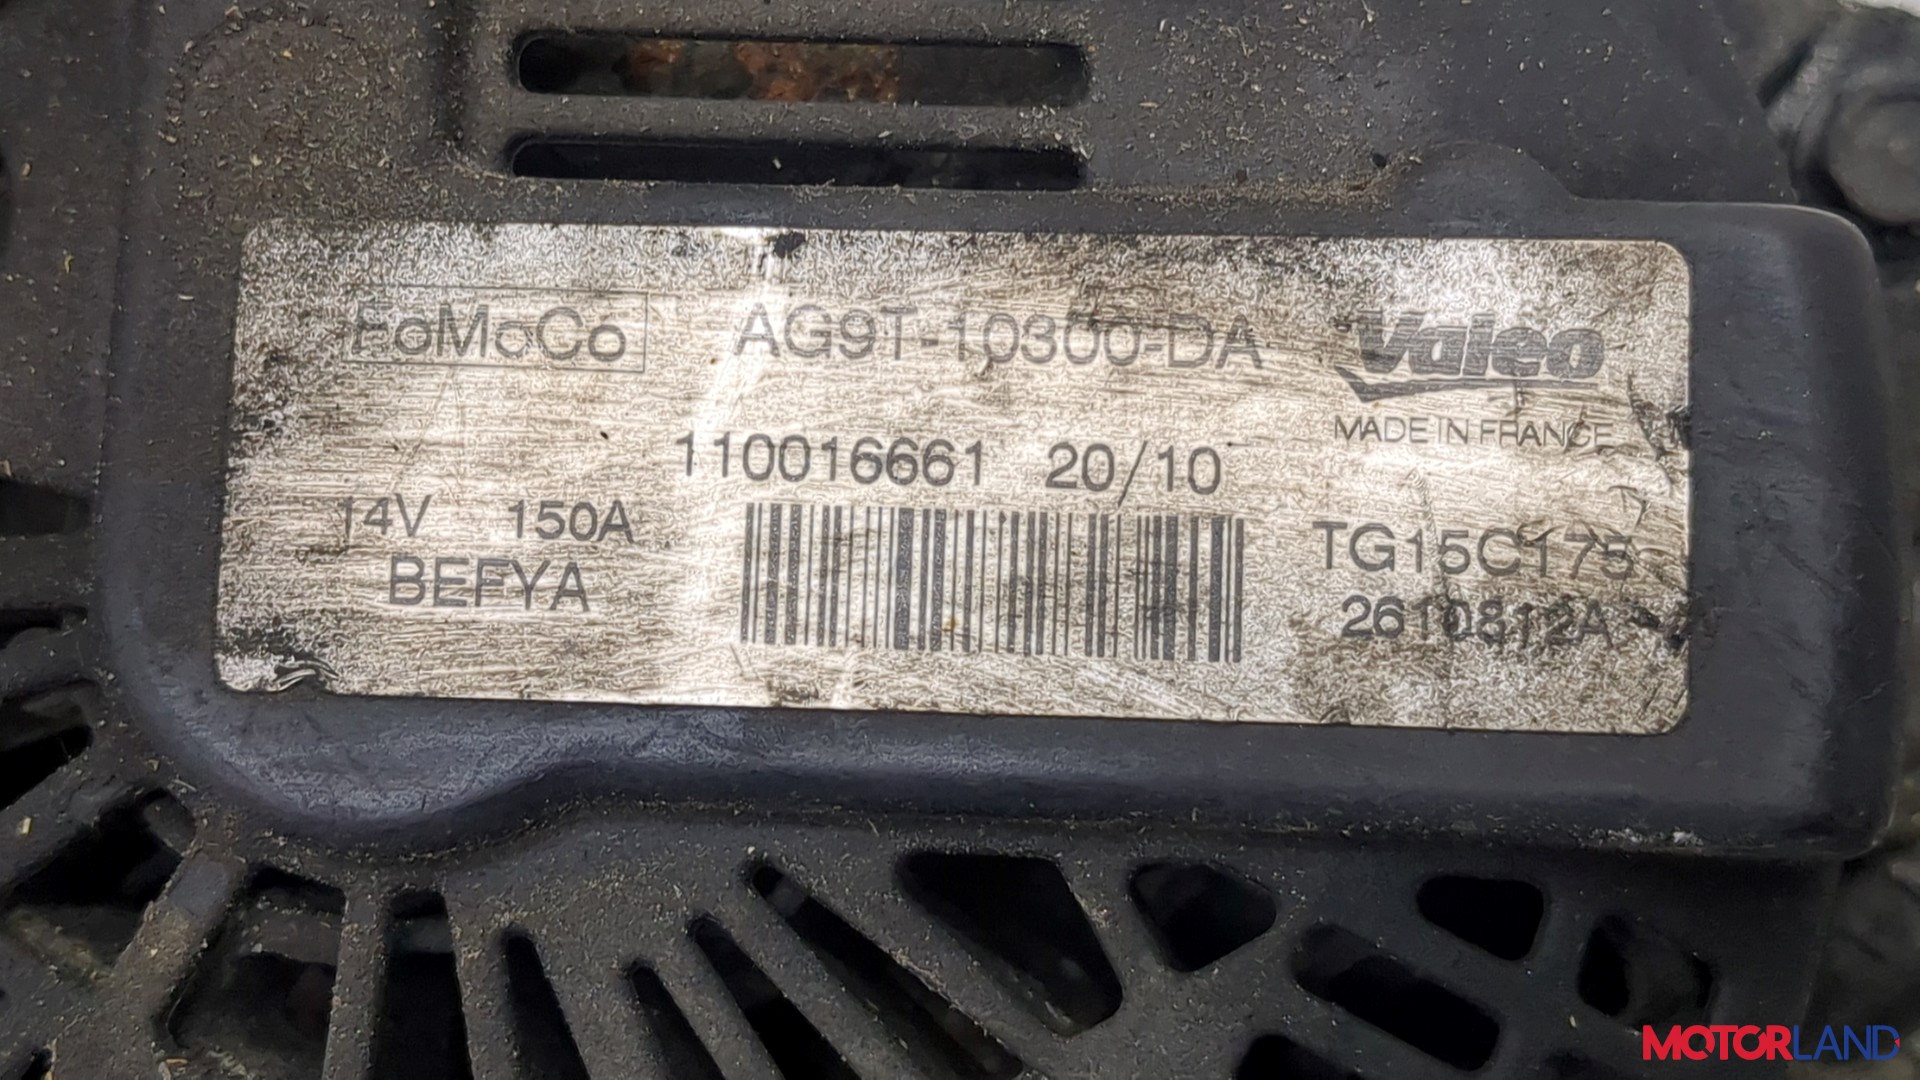 FoMoCo AG9T-10300-DA Valeo
MADE IN FRANCE
110016661 20/10
14V 150A TG15C175
BEFYA 2610812A
MOTORLAND